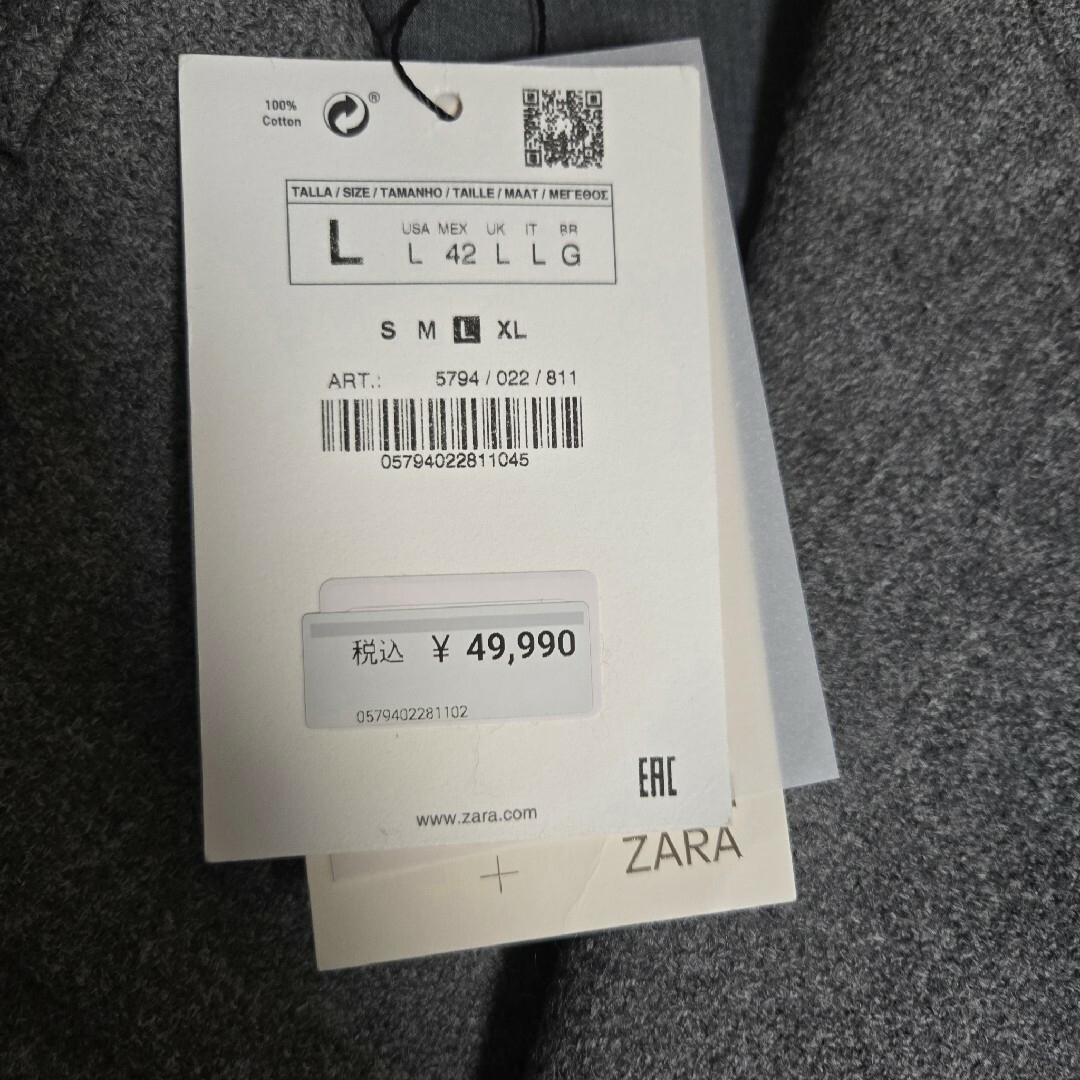 100%
Cotton
®
TALLA / SIZE / TAMANHO / TAILLE / MAAT / ΜΕΓΕΘΟΣ
USA MEX UK IT BR
L L 42 L L G
S M L XL
ART.: 5794 / 022 / 811
05794022811045
税込 ¥ 49,990
0579402281102
EAC
www.zara.com
ZARA